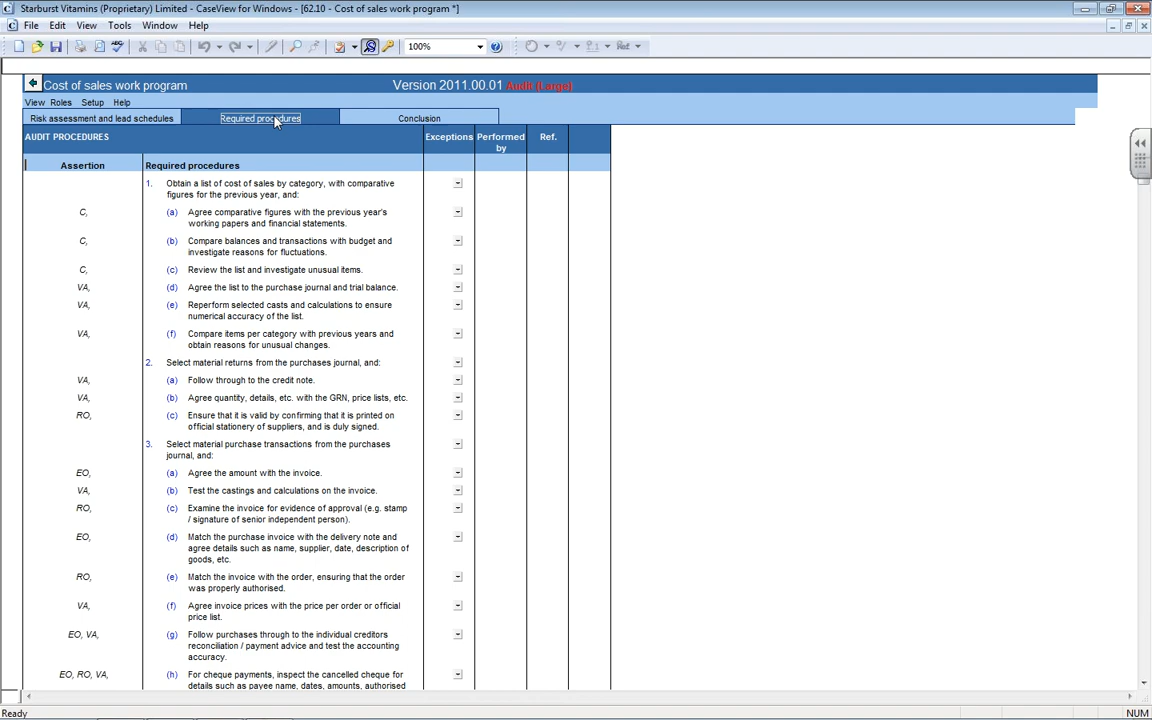 Starburst Vitamins (Proprietary) Limited - CaseView for Windows - [62.10 - Cost of sales work program *]
File Edit View Tools Window Help
100%
Ref
Cost of sales work program Version 2011.00.01 Audit (Large)
View Roles Setup Help
Risk assessment and lead schedules Required procedures Conclusion
AUDIT PROCEDURES Exceptions Performed by Ref.
Assertion Required procedures
1. Obtain a list of cost of sales by category, with comparative
figures for the previous year, and:
C, (a) Agree comparative figures with the previous year's
working papers and financial statements.
C, (b) Compare balances and transactions with budget and
investigate reasons for fluctuations.
C, (c) Review the list and investigate unusual items.
VA, (d) Agree the list to the purchase journal and trial balance.
VA, (e) Reperform selected casts and calculations to ensure
numerical accuracy of the list.
VA, (f) Compare items per category with previous years and
obtain reasons for unusual changes.
2. Select material returns from the purchases journal, and:
VA, (a) Follow through to the credit note.
VA, (b) Agree quantity, details, etc. with the GRN, price lists, etc.
RO, (c) Ensure that it is valid by confirming that it is printed on
official stationery of suppliers, and is duly signed.
3. Select material purchase transactions from the purchases
journal, and:
EO, (a) Agree the amount with the invoice.
VA, (b) Test the castings and calculations on the invoice.
RO, (c) Examine the invoice for evidence of approval (e.g. stamp
/ signature of senior independent person).
EO, (d) Match the purchase invoice with the delivery note and
agree details such as name, supplier, date, description of
goods, etc.
RO, (e) Match the invoice with the order, ensuring that the order
was properly authorised.
VA, (f) Agree invoice prices with the price per order or official
price list.
EO, VA, (g) Follow purchases through to the individual creditors
reconciliation / payment advice and test the accounting
accuracy.
EO, RO, VA, (h) For cheque payments, inspect the cancelled cheque for
details such as payee name, dates, amounts, authorised
Ready NUM